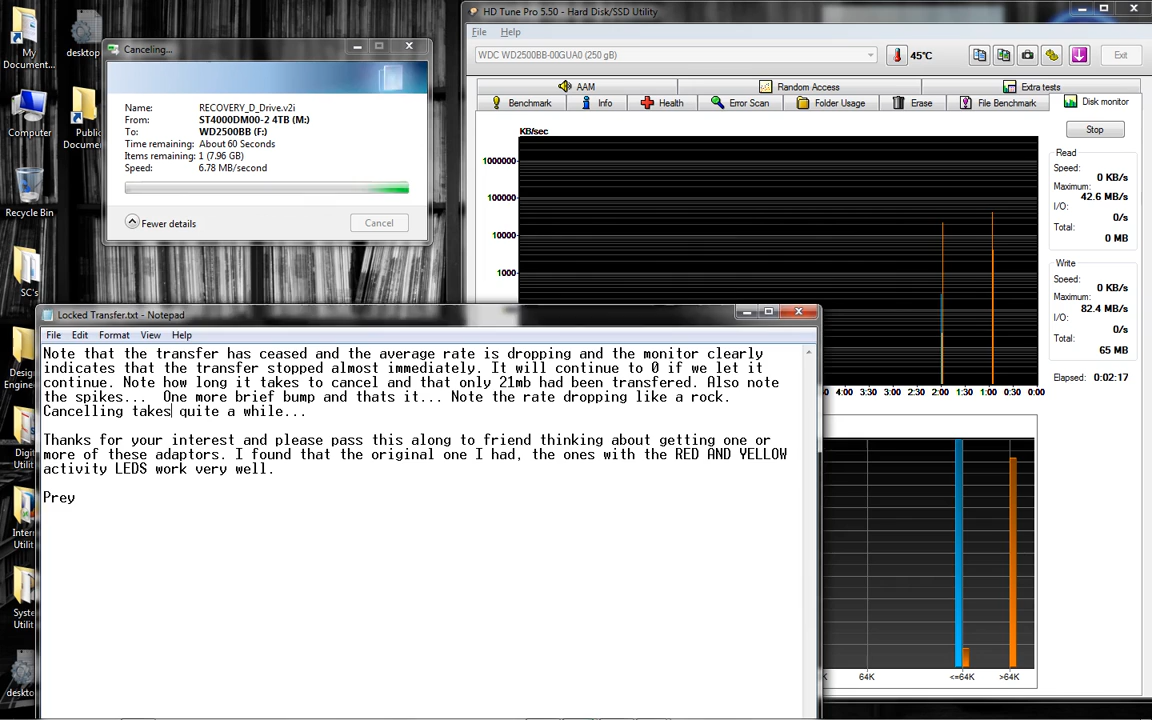 My
Documen...
Computer
Recycle Bin
SC's
Design
Engine
Digit
Utilit
Intern
Utilit
Syste
Utilit
deskto
desktop
Public
Documen
Canceling...
Name: RECOVERY_D_Drive.v2i
From: ST4000DM00-2 4TB (M:)
To: WD2500BB (F:)
Time remaining: About 60 Seconds
Items remaining: 1 (7.96 GB)
Speed: 6.78 MB/second
Fewer details
Cancel
HD Tune Pro 5.50 - Hard Disk/SSD Utility
File Help
WDC WD2500BB-00GUA0 (250 gB)
45°C
Exit
AAM
Random Access
Extra tests
Benchmark
Info
Health
Error Scan
Folder Usage
Erase
File Benchmark
Disk monitor
KB/sec
1000000
100000
10000
1000
4:00 3:30 3:00 2:30 2:00 1:30 1:00 0:30 0:00
Stop
Read
Speed:
0 KB/s
Maximum:
42.6 MB/s
I/O:
0/s
Total:
0 MB
Write
Speed:
0 KB/s
Maximum:
82.4 MB/s
I/O:
0/s
Total:
65 MB
Elapsed: 0:02:17
64K
<=64K
>64K
Locked Transfer.txt - Notepad
File Edit Format View Help
Note that the transfer has ceased and the average rate is dropping and the monitor clearly
indicates that the transfer stopped almost immediately. It will continue to 0 if we let it
continue. Note how long it takes to cancel and that only 21mb had been transfered. Also note
the spikes... One more brief bump and thats it... Note the rate dropping like a rock.
Cancelling takes quite a while...
Thanks for your interest and please pass this along to friend thinking about getting one or
more of these adaptors. I found that the original one I had, the ones with the RED AND YELLOW
activity LEDS work very well.
Prey